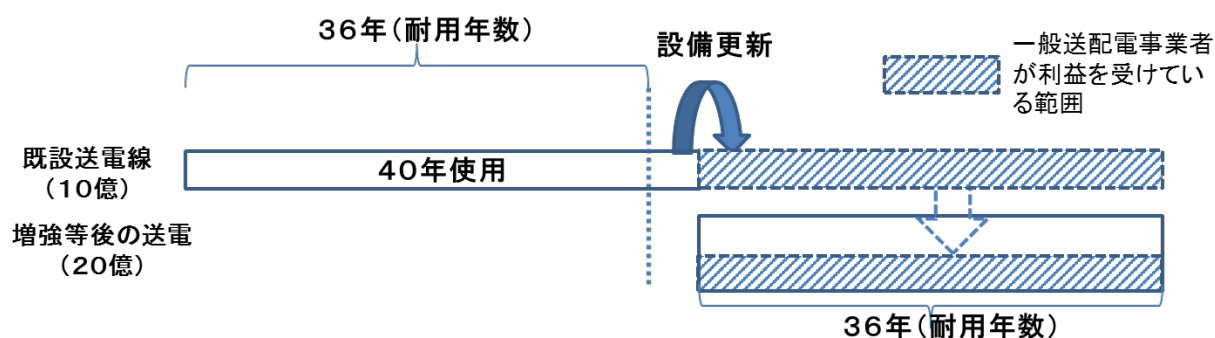 36年（耐用年数）
設備更新
一般送配電事業者
が利益を受けてい
る範囲
既設送電線
（10億）
40年使用
増強等後の送電
（20億）
36年（耐用年数）